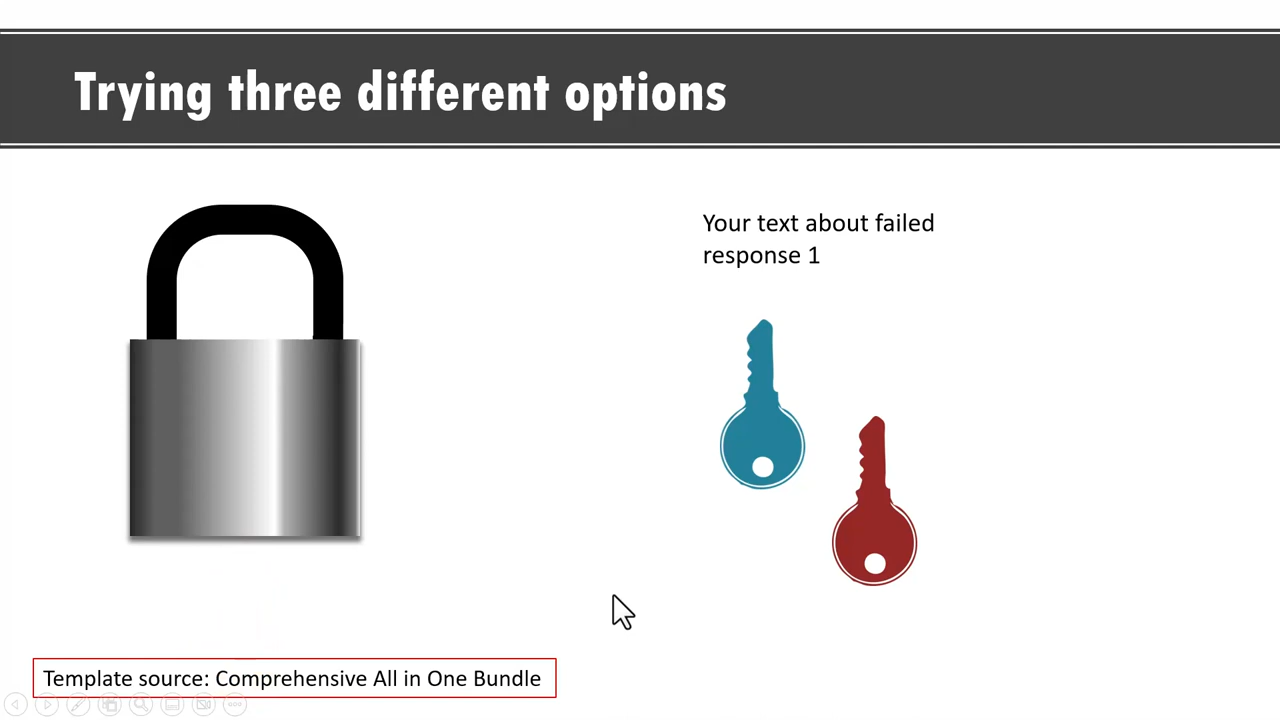 Trying three different options
Your text about failed
response 1
Template source: Comprehensive All in One Bundle